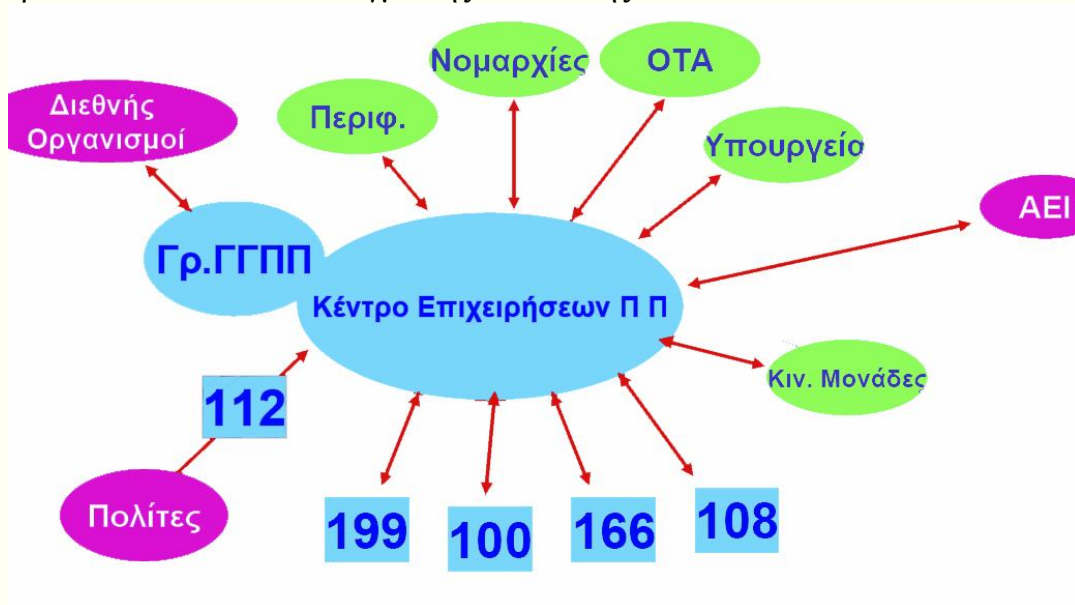 Νομαρχίες
ΟΤΑ
Διεθνής
Οργανισμοί
Περιφ.
Υπουργεία
ΑΕΙ
Γρ.ΓΓΠΠ
Κέντρο Επιχειρήσεων Π Π
Κιν. Μονάδες
112
Πολίτες
199
100
166
108